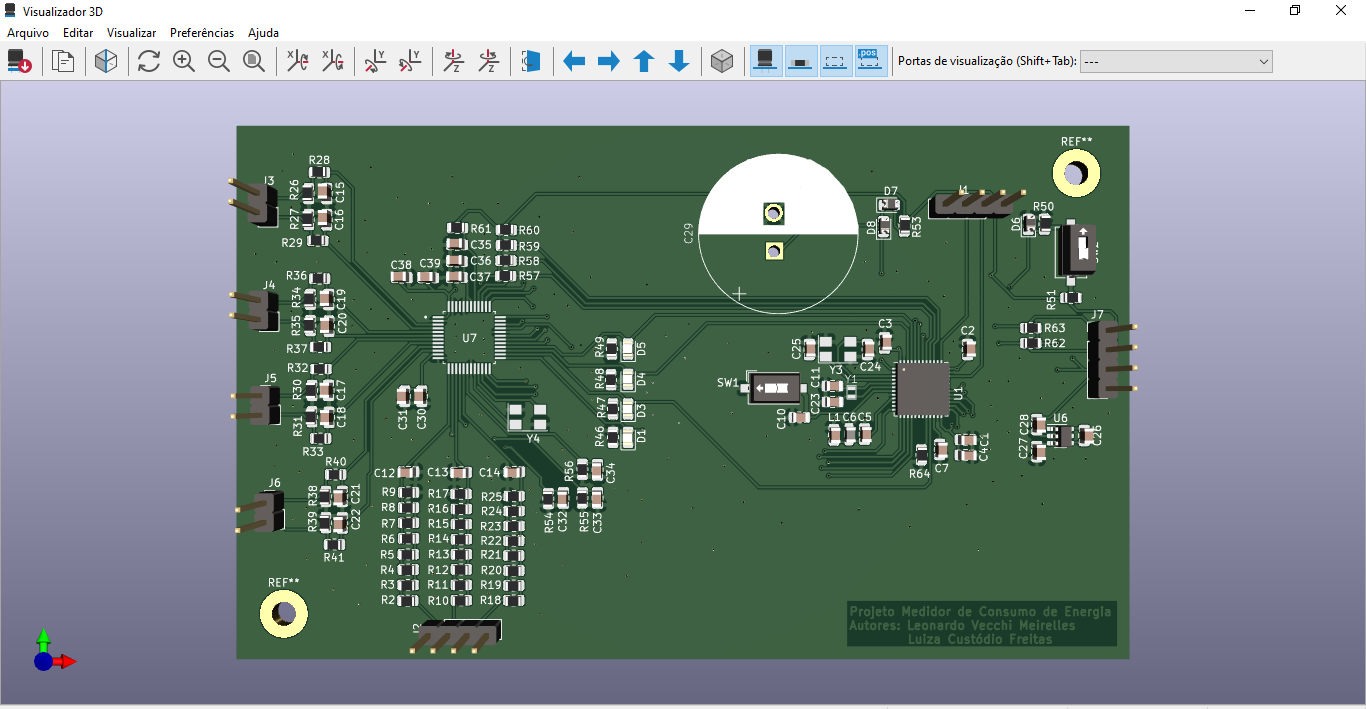 Visualizador 3D
Arquivo Editar Visualizar Preferências Ajuda
Portas de visualização (Shift+Tab): ---
REF**
R28
J3
R26
C15
R27
C16
R29
D7
J1
R50
D8
R53
D6
C29
R61
R60
C35
R59
C36
R58
C37
R57
C38
C39
R36
J4
R34
C19
R35
C20
R37
U7
R51
J7
R63
R62
C3
C2
C25
C24
Y3
Y1
R49
D5
R48
D4
R47
D3
R46
D1
R32
J5
R30
C17
R31
C18
R33
C31
C30
Y4
SW1
C11
C23
C10
L1
C6
C5
U1
R64
C7
C4
C1
U6
C28
C27
C26
R40
J6
R38
C21
R39
C22
R41
C12
C13
C14
R56
C34
R54
C32
R55
C33
R9
R17
R25
R8
R16
R24
R7
R15
R23
R6
R14
R22
R5
R13
R21
R4
R12
R20
R3
R11
R19
R2
R10
R18
REF**
J2
Projeto Medidor de Consumo de Energia
Autores: Leonardo Vecchi Meirelles
Luiza Custódio Freitas